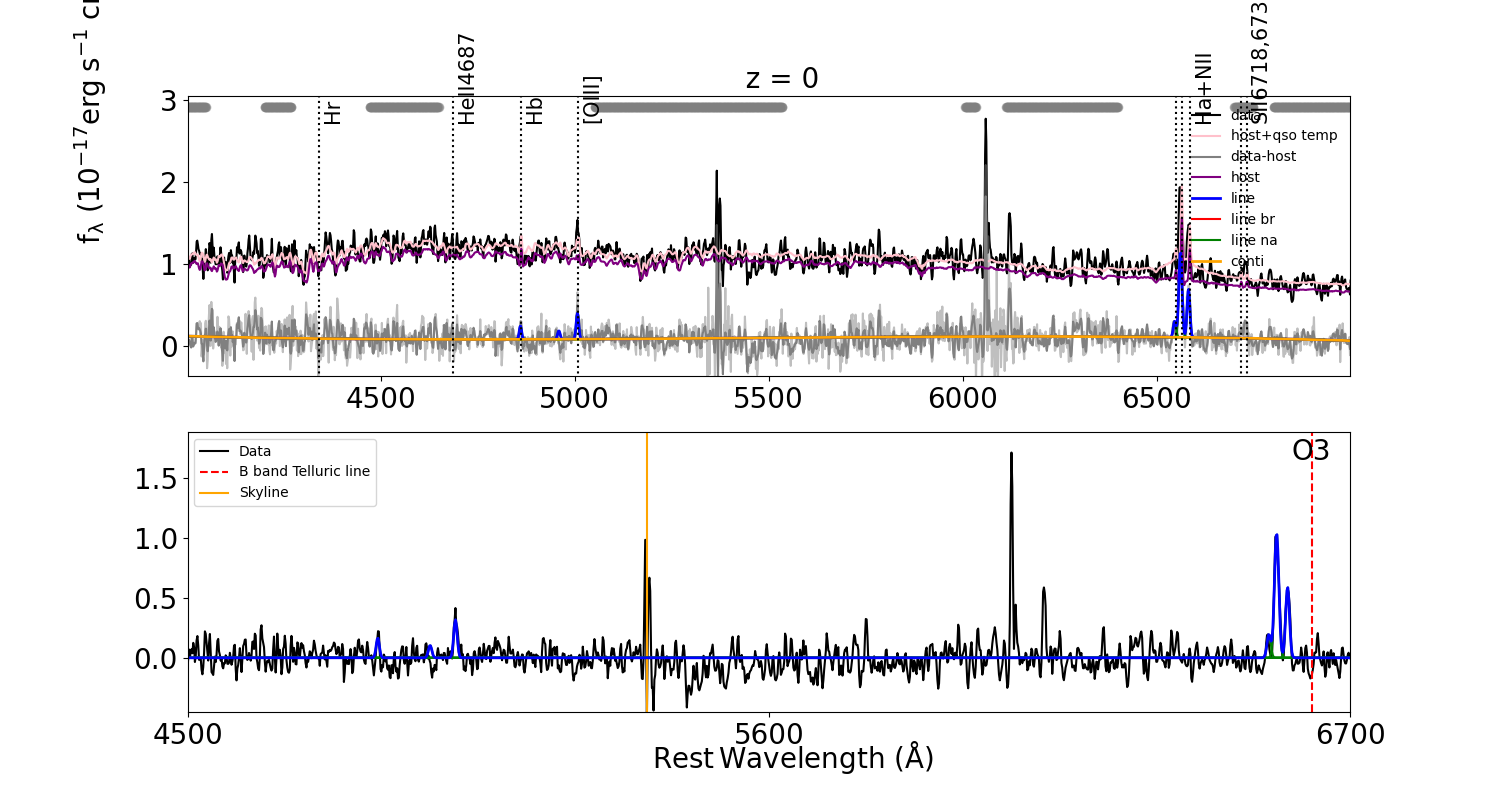 z = 0
f_λ (10^−17 erg s^−1 c
3
2
1
0
Hr
HeII4687
Hb
[OIII]
Ha+NII
SII6718,673
data
host+qso temp
data-host
host
line
line br
line na
conti
4500
5000
5500
6000
6500
Data
B band Telluric line
Skyline
O3
1.5
1.0
0.5
0.0
4500
5600
6700
Rest Wavelength (Å)